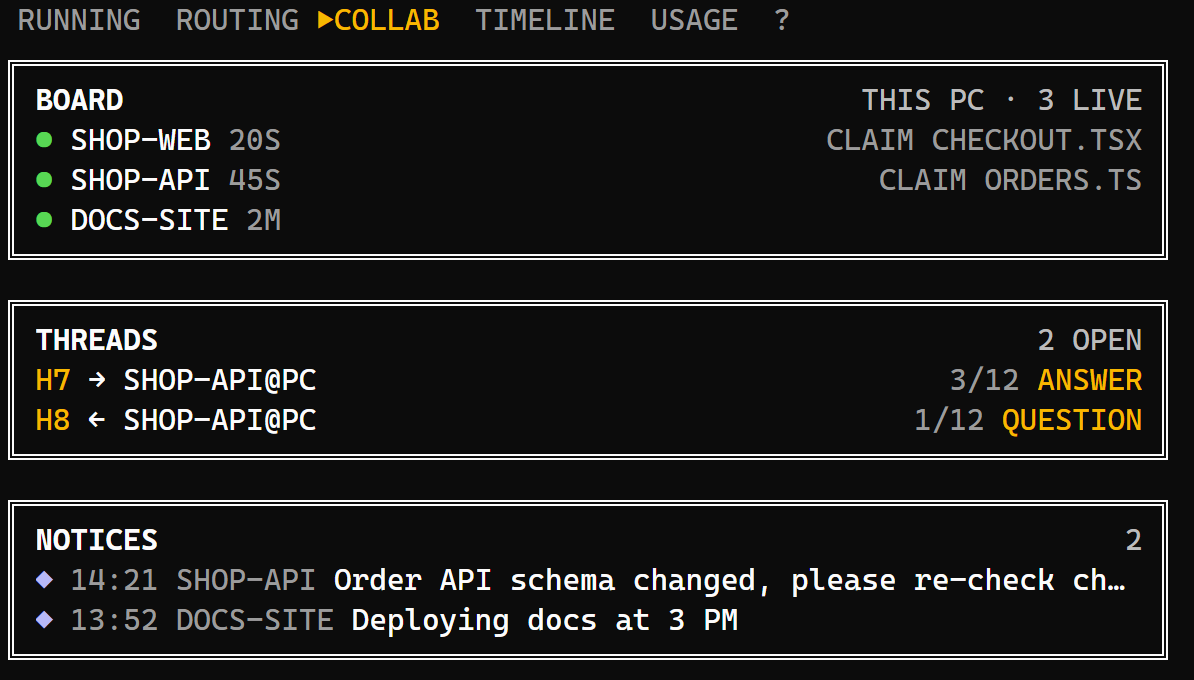 RUNNING ROUTING ▶COLLAB TIMELINE USAGE ?
BOARD THIS PC · 3 LIVE
● SHOP-WEB 20S CLAIM CHECKOUT.TSX
● SHOP-API 45S CLAIM ORDERS.TS
● DOCS-SITE 2M
THREADS 2 OPEN
H7 → SHOP-API@PC 3/12 ANSWER
H8 ← SHOP-API@PC 1/12 QUESTION
NOTICES 2
◆ 14:21 SHOP-API Order API schema changed, please re-check ch…
◆ 13:52 DOCS-SITE Deploying docs at 3 PM